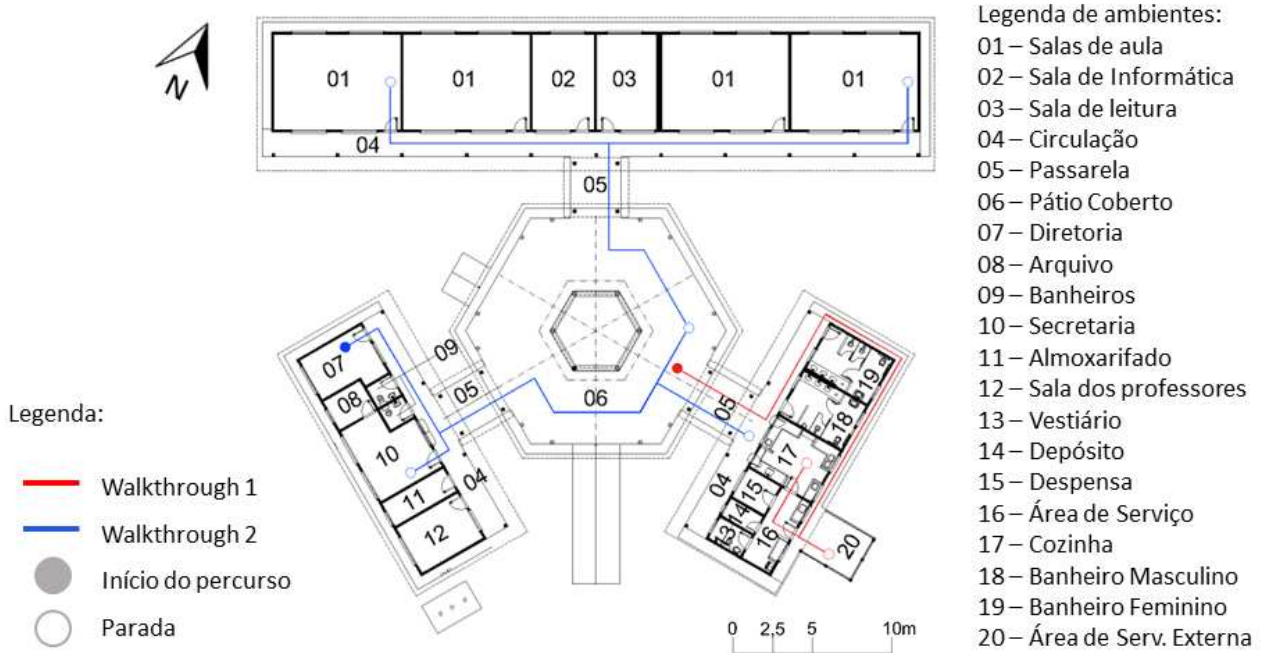 Legenda de ambientes:
01 – Salas de aula
02 – Sala de Informática
03 – Sala de leitura
04 – Circulação
05 – Passarela
06 – Pátio Coberto
07 – Diretoria
08 – Arquivo
09 – Banheiros
10 – Secretaria
11 – Almoxarifado
12 – Sala dos professores
13 – Vestiário
14 – Depósito
15 – Despensa
16 – Área de Serviço
17 – Cozinha
18 – Banheiro Masculino
19 – Banheiro Feminino
20 – Área de Serv. Externa
N
01 01 02 03 01 01
04
05
07
08
09
05
06
10
04
11
12
05
19
18
17
04
15
14
13
16
20
Legenda:
Walkthrough 1
Walkthrough 2
Início do percurso
Parada
0 2,5 5 10m